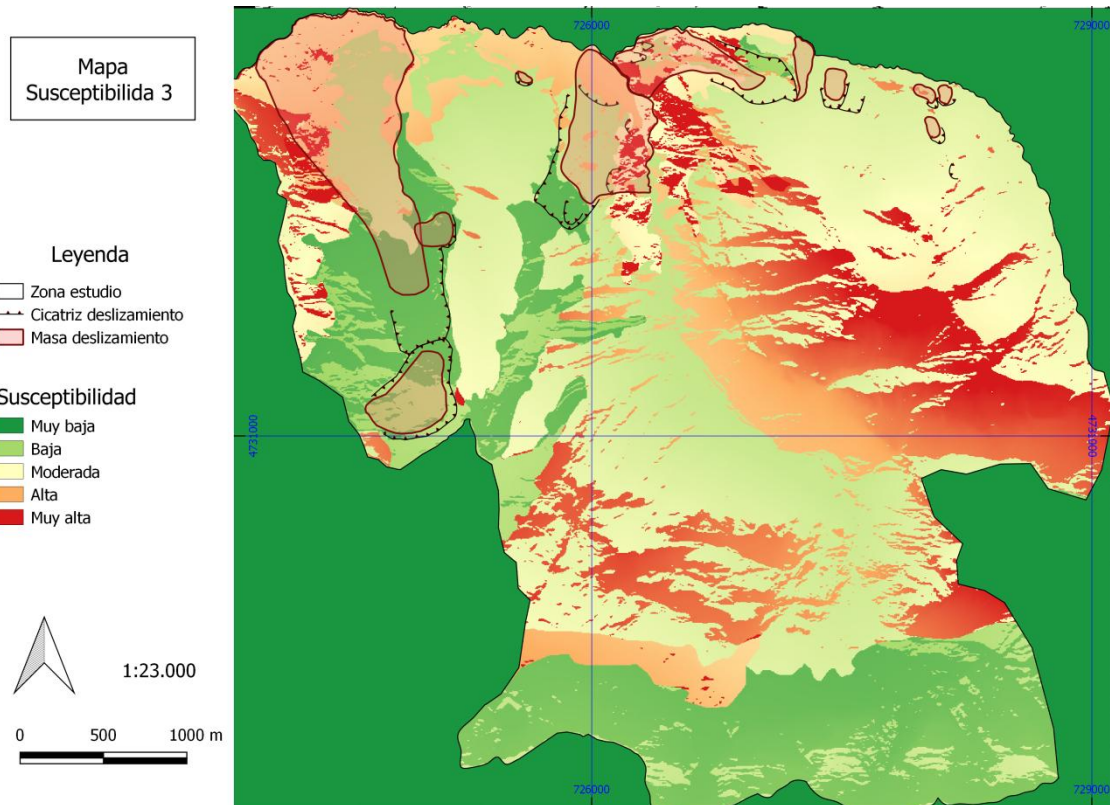 Mapa
Susceptibilida 3
Leyenda
Zona estudio
Cicatriz deslizamiento
Masa deslizamiento
Susceptibilidad
Muy baja
Baja
Moderada
Alta
Muy alta
1:23.000
0 500 1000 m
726000
729000
4731000
4731000
726000
729000